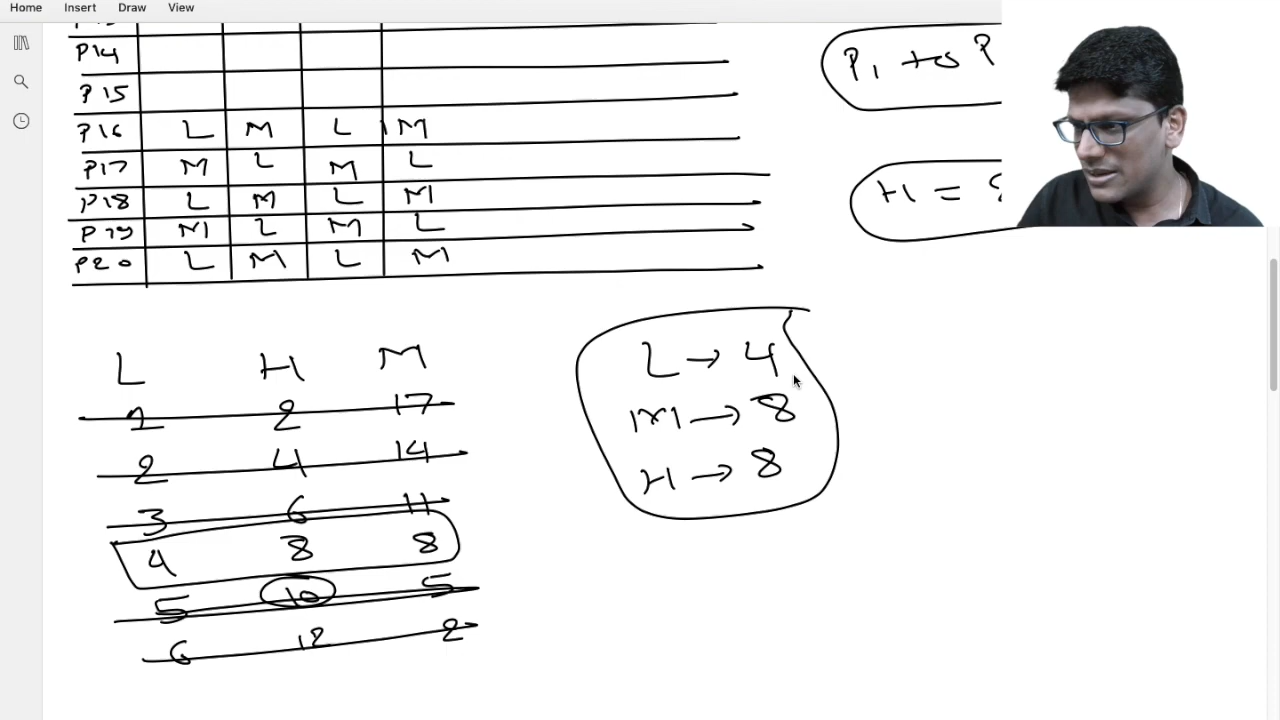 Home Insert Draw View
P14
P15
P16 L M L M
P17 M L M L
P18 L M L M
P19 M L M L
P20 L M L M
P1 to P
H =
L H M
1 2 17
2 4 14
3 6 11
4 8 8
5 10 5
6 12 2
L → 4
M → 8
H → 8